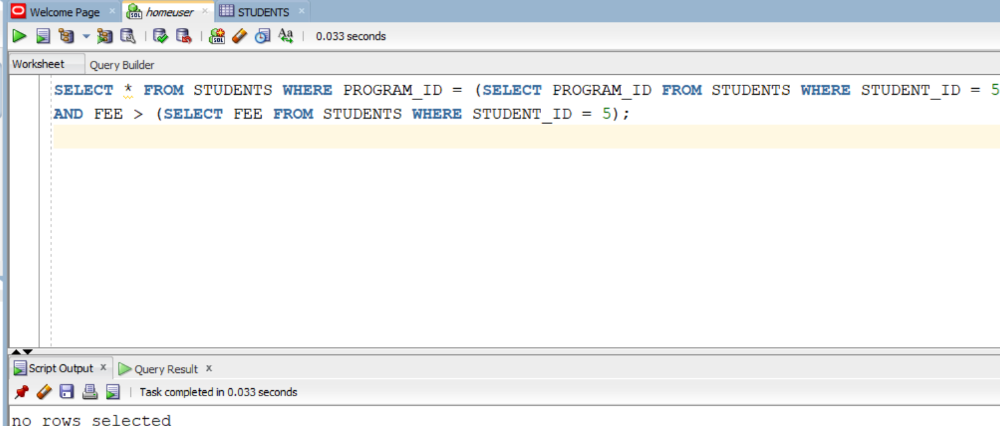 Welcome Page × homeuser × STUDENTS ×
0.033 seconds
Worksheet Query Builder
SELECT * FROM STUDENTS WHERE PROGRAM_ID = (SELECT PROGRAM_ID FROM STUDENTS WHERE STUDENT_ID = 5
AND FEE > (SELECT FEE FROM STUDENTS WHERE STUDENT_ID = 5);
Script Output × Query Result ×
Task completed in 0.033 seconds
no rows selected